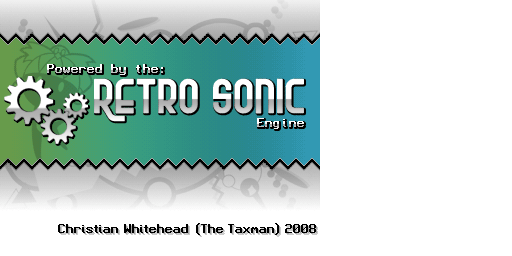 Powered by the:
RETRO SONIC
Engine
Christian Whitehead (The Taxman) 2008